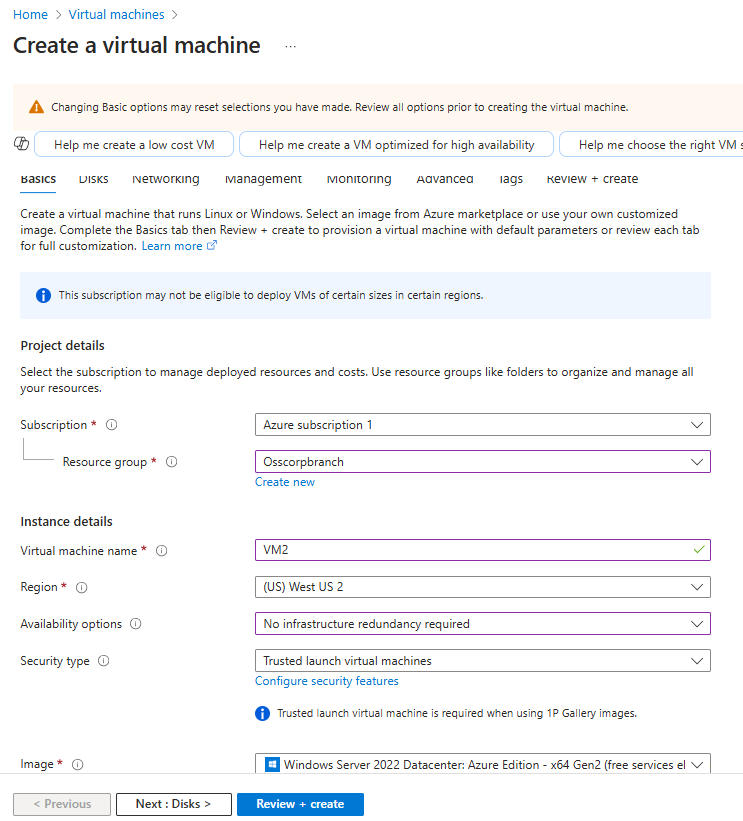 Home > Virtual machines >
Create a virtual machine ...
Changing Basic options may reset selections you have made. Review all options prior to creating the virtual machine.
Help me create a low cost VM
Help me create a VM optimized for high availability
Help me choose the right VM s
Basics Disks Networking Management Monitoring Advanced Tags Review + create
Create a virtual machine that runs Linux or Windows. Select an image from Azure marketplace or use your own customized
image. Complete the Basics tab then Review + create to provision a virtual machine with default parameters or review each tab
for full customization. Learn more
This subscription may not be eligible to deploy VMs of certain sizes in certain regions.
Project details
Select the subscription to manage deployed resources and costs. Use resource groups like folders to organize and manage all
your resources.
Subscription * Azure subscription 1
Resource group * Osscorpbranch
Create new
Instance details
Virtual machine name * VM2
Region * (US) West US 2
Availability options No infrastructure redundancy required
Security type Trusted launch virtual machines
Configure security features
Trusted launch virtual machine is required when using 1P Gallery images.
Image * Windows Server 2022 Datacenter: Azure Edition - x64 Gen2 (free services el
< Previous
Next : Disks >
Review + create